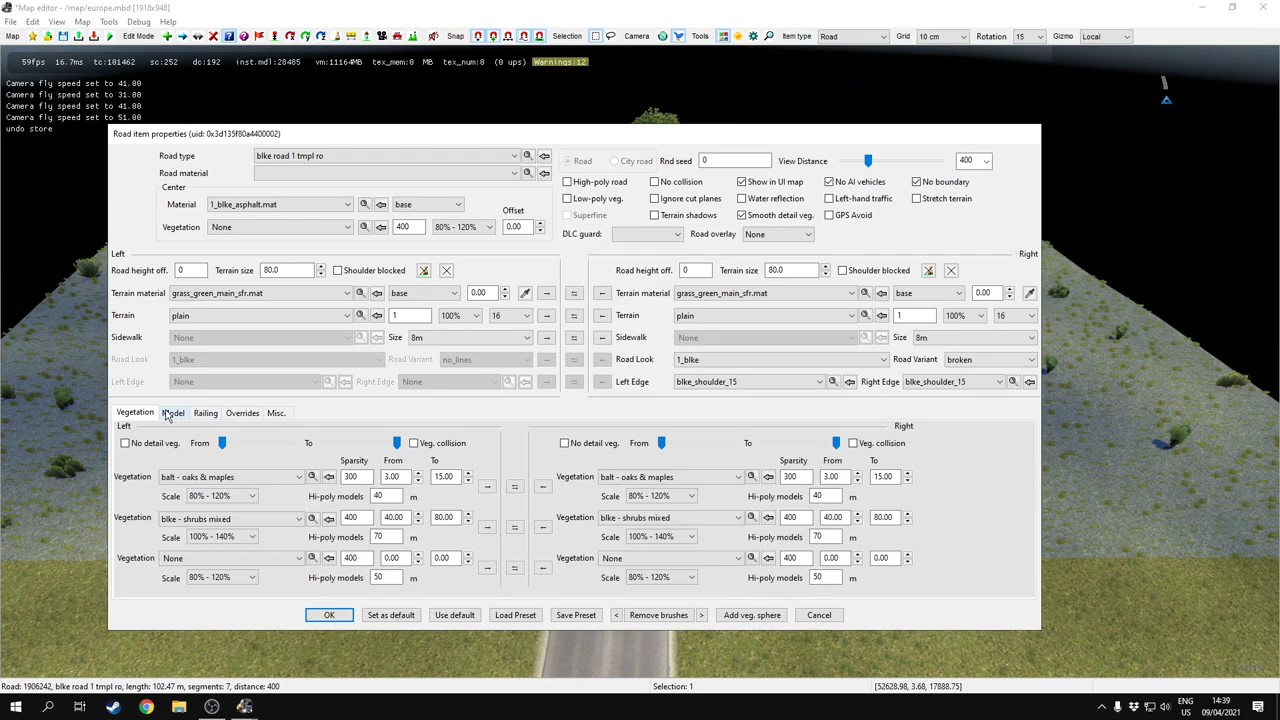 *Map editor - /map/europe.mbd [1918x948]
File Edit View Map Tools Debug Help
Map Edit Mode Snap Selection Camera Tools Item type Road Grid 10 cm Rotation 15 Gizmo Local
59fps 16.7ms tc:101462 sc:252 dc:192 inst.mdl:28485 vm:11164MB tex_mem:0 MB tex_num:0 (0 ups) Warnings:12
Camera fly speed set to 41.00
Camera fly speed set to 31.00
Camera fly speed set to 41.00
Camera fly speed set to 51.00
undo store
Road item properties (uid: 0x3d135f80a4400002)
Road type blke road 1 tmpl ro Road City road Rnd seed 0 View Distance 400
Road material
Center
High-poly road No collision Show in UI map No AI vehicles No boundary
Material 1_blke_asphalt.mat base Offset
Low-poly veg. Ignore cut planes Water reflection Left-hand traffic Stretch terrain
Superfine Terrain shadows Smooth detail veg. GPS Avoid
Vegetation None 400 80% - 120% 0.00
DLC guard: Road overlay None
Left Right
Road height off. 0 Terrain size 80.0 Shoulder blocked Road height off. 0 Terrain size 80.0 Shoulder blocked
Terrain material grass_green_main_sfr.mat base 0.00 Terrain material grass_green_main_sfr.mat base 0.00
Terrain plain 1 100% 16 Terrain plain 1 100% 16
Sidewalk None Size 8m Sidewalk None Size 8m
Road Look 1_blke Road Variant no_lines Road Look 1_blke Road Variant broken
Left Edge None Right Edge None Left Edge blke_shoulder_15 Right Edge blke_shoulder_15
Vegetation Model Railing Overrides Misc.
Left Right
No detail veg. From To Veg. collision No detail veg. From To Veg. collision
Sparsity From To Sparsity From To
Vegetation balt - oaks & maples 300 3.00 15.00 Vegetation balt - oaks & maples 300 3.00 15.00
Scale 80% - 120% Hi-poly models 40 m Scale 80% - 120% Hi-poly models 40 m
Vegetation blke - shrubs mixed 400 40.00 80.00 Vegetation blke - shrubs mixed 400 40.00 80.00
Scale 100% - 140% Hi-poly models 70 m Scale 100% - 140% Hi-poly models 70 m
Vegetation None 400 0.00 0.00 Vegetation None 400 0.00 0.00
Scale 80% - 120% Hi-poly models 50 m Scale 80% - 120% Hi-poly models 50 m
OK Set as default Use default Load Preset Save Preset < Remove brushes > Add veg. sphere Cancel
Road: 1906242, blke road 1 tmpl ro, length: 102.47 m, segments: 7, distance: 400 Selection: 1 [52628.98, 3.68, 17888.75]
ENG 14:39
US 09/04/2021